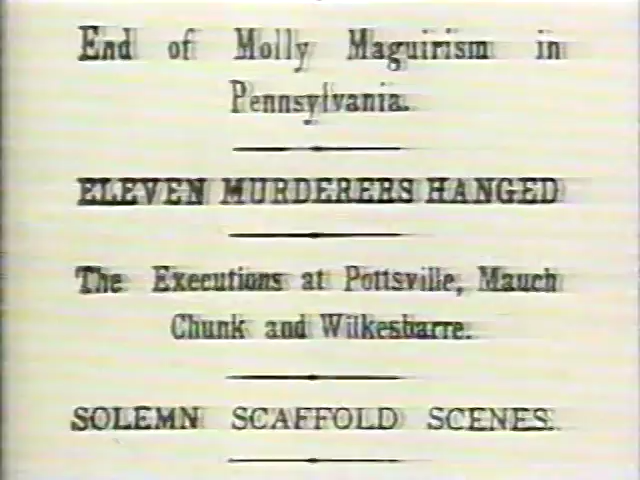 End of Molly Maguirism in
Pennsylvania.
ELEVEN MURDERERS HANGED
The Executions at Pottsville, Mauch
Chunk and Wilkesbarre.
SOLEMN SCAFFOLD SCENES.